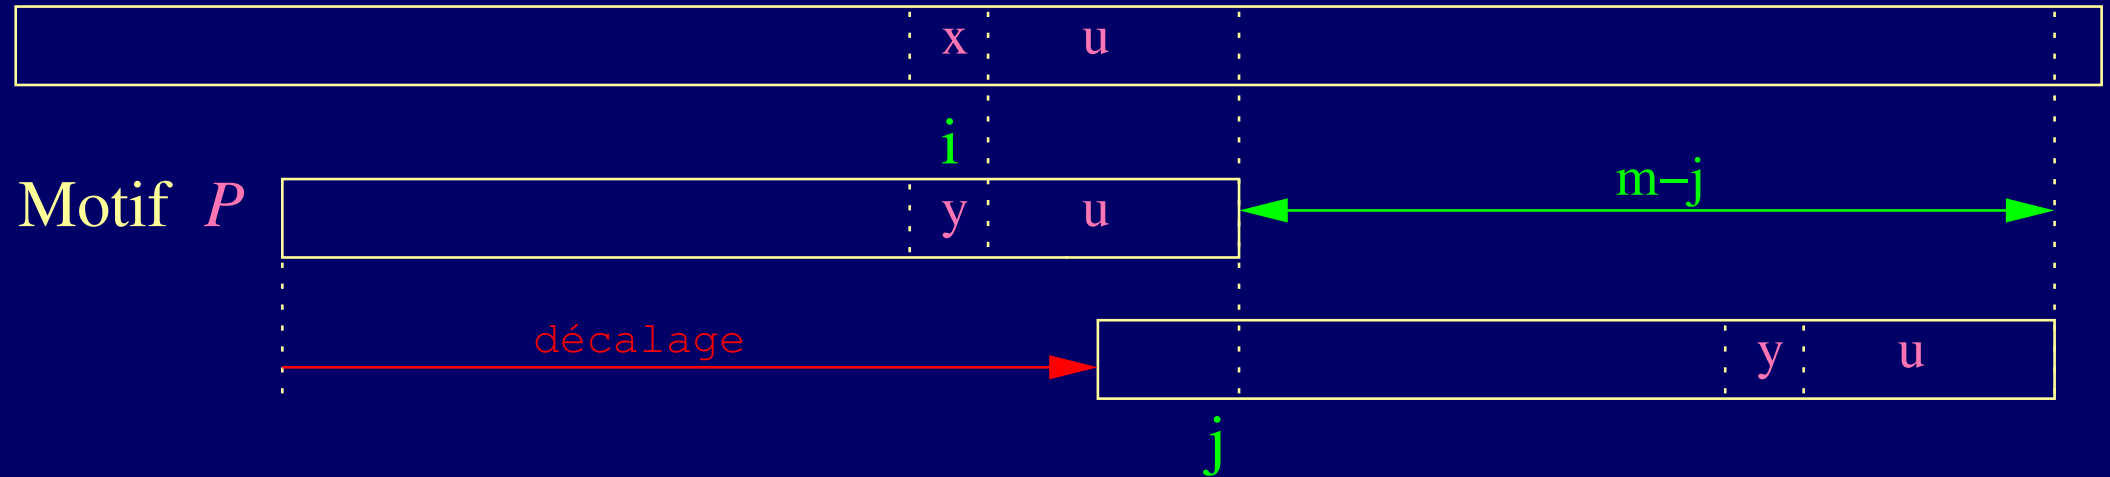 x u
i
m−j
Motif P y u
décalage
y u
j